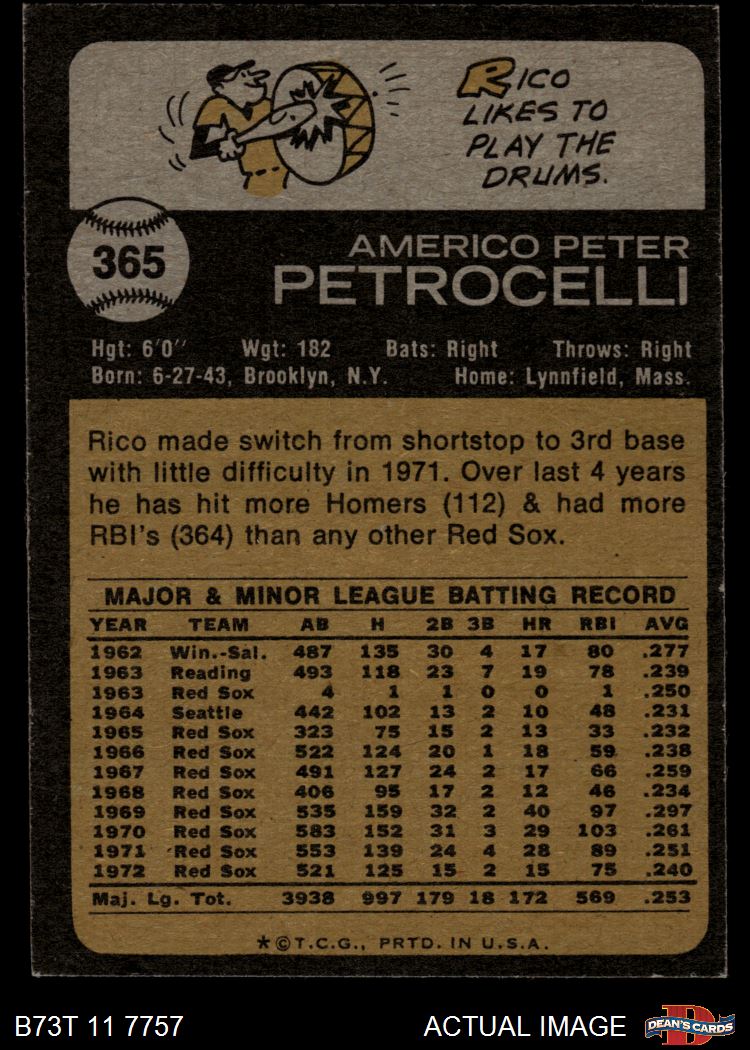 RICO
LIKES TO
PLAY THE
DRUMS.
365
AMERICO PETER
PETROCELLI
Hgt: 6'0" Wgt: 182 Bats: Right Throws: Right
Born: 6-27-43, Brooklyn, N.Y. Home: Lynnfield, Mass.
Rico made switch from shortstop to 3rd base
with little difficulty in 1971. Over last 4 years
he has hit more Homers (112) & had more
RBI's (364) than any other Red Sox.
MAJOR & MINOR LEAGUE BATTING RECORD
YEAR TEAM AB H 2B 3B HR RBI AVG
1962 Win.-Sal. 487 135 30 4 17 80 .277
1963 Reading 493 118 23 7 19 78 .239
1963 Red Sox 4 1 1 0 0 1 .250
1964 Seattle 442 102 13 2 10 48 .231
1965 Red Sox 323 75 15 2 13 33 .232
1966 Red Sox 522 124 20 1 18 59 .238
1967 Red Sox 491 127 24 2 17 66 .259
1968 Red Sox 406 95 17 2 12 46 .234
1969 Red Sox 535 159 32 2 40 97 .297
1970 Red Sox 583 152 31 3 29 103 .261
1971 Red Sox 553 139 24 4 28 89 .251
1972 Red Sox 521 125 15 2 15 75 .240
Maj. Lg. Tot. 3938 997 179 18 172 569 .253
*©T.C.G., PRTD. IN U.S.A.
B73T 11 7757 ACTUAL IMAGE D DEAN'S CARDS